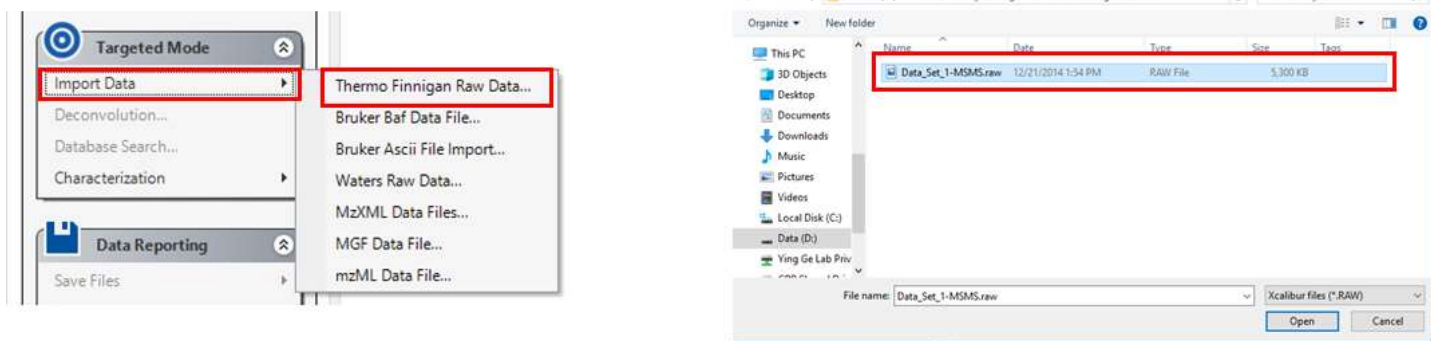 Targeted Mode
Import Data
Deconvolution...
Database Search...
Characterization
Data Reporting
Save Files
Thermo Finnigan Raw Data...
Bruker Baf Data File...
Bruker Ascii File Import...
Waters Raw Data...
MzXML Data Files...
MGF Data File...
mzML Data File...
Organize New folder
This PC
3D Objects
Desktop
Documents
Downloads
Music
Pictures
Videos
Local Disk (C:)
Data (D:)
Ying Ge Lab Priv
Name Date Type Size Tags
Data_Set_1-MSMS.raw 12/21/2014 1:54 PM RAW File 5,300 KB
File name: Data_Set_1-MSMS.raw Xcalibur files (*.RAW)
Open Cancel